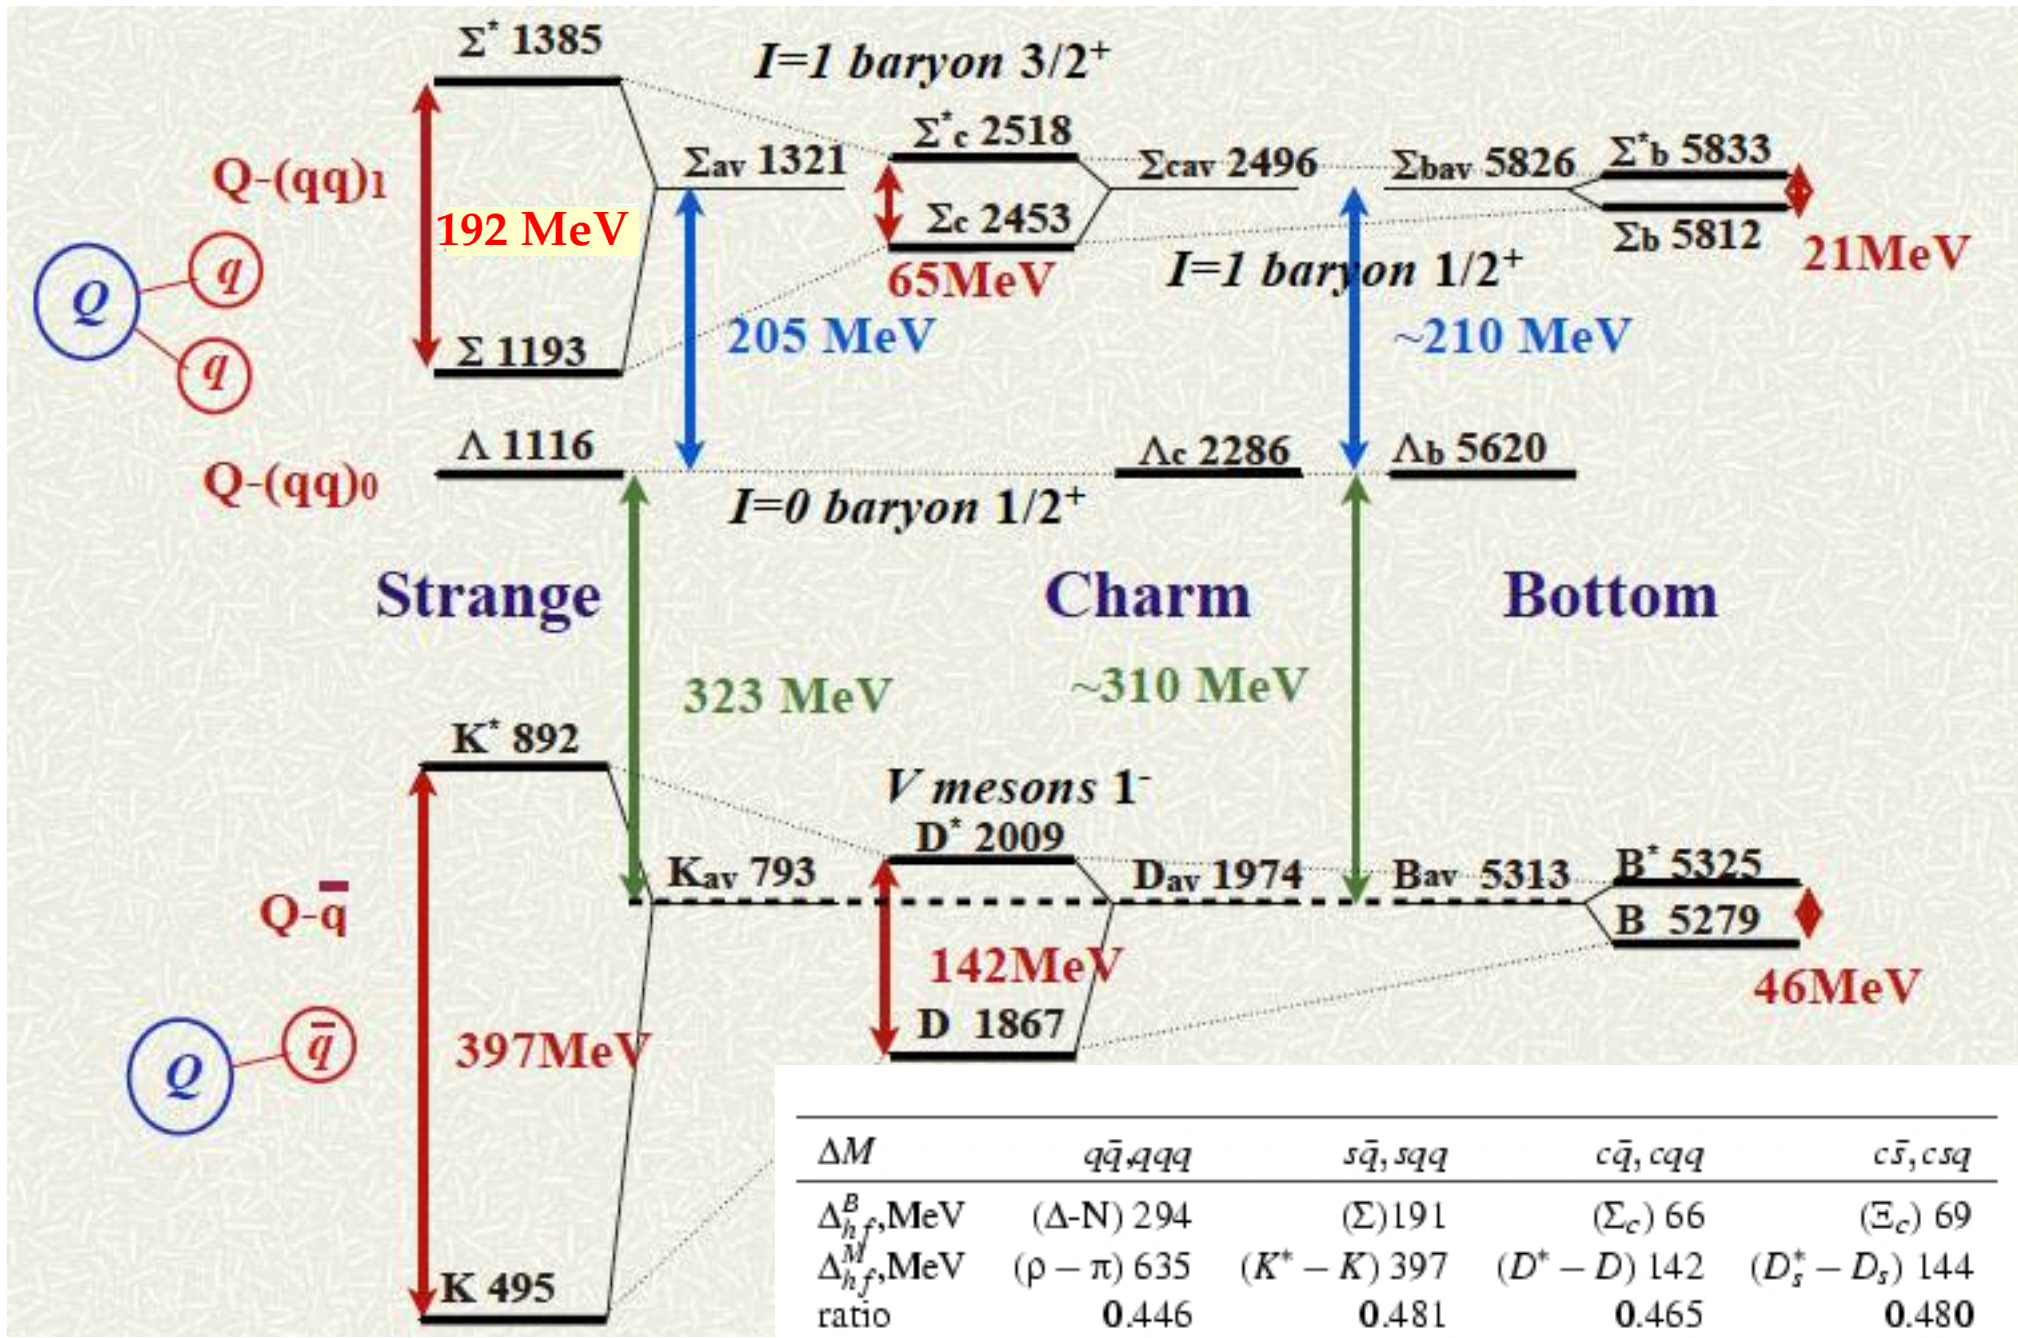 Σ* 1385
I=1 baryon 3/2⁺
Σ*c 2518
Σ*b 5833
Q-(qq)₁
Σav 1321
Σcav 2496
Σbav 5826
192 MeV
Σc 2453
Σb 5812
21MeV
q
Q
65MeV
I=1 baryon 1/2⁺
205 MeV
~210 MeV
q
Σ 1193
Λ 1116
Λc 2286
Λb 5620
Q-(qq)₀
I=0 baryon 1/2⁺
Strange
Charm
Bottom
323 MeV
~310 MeV
K* 892
V mesons 1⁻
D* 2009
Kav 793
Dav 1974
Bav 5313
B* 5325
Q-q̄
B 5279
142MeV
46MeV
D 1867
q̄
Q
397MeV
K 495
ΔM qq̄,qqq sq̄, sqq cq̄, cqq cs̄, csq
Δ^B_hf,MeV (Δ-N) 294 (Σ)191 (Σc) 66 (Ξc) 69
Δ^M_hf,MeV (ρ − π) 635 (K* − K) 397 (D* − D) 142 (D*s − Ds) 144
ratio 0.446 0.481 0.465 0.480